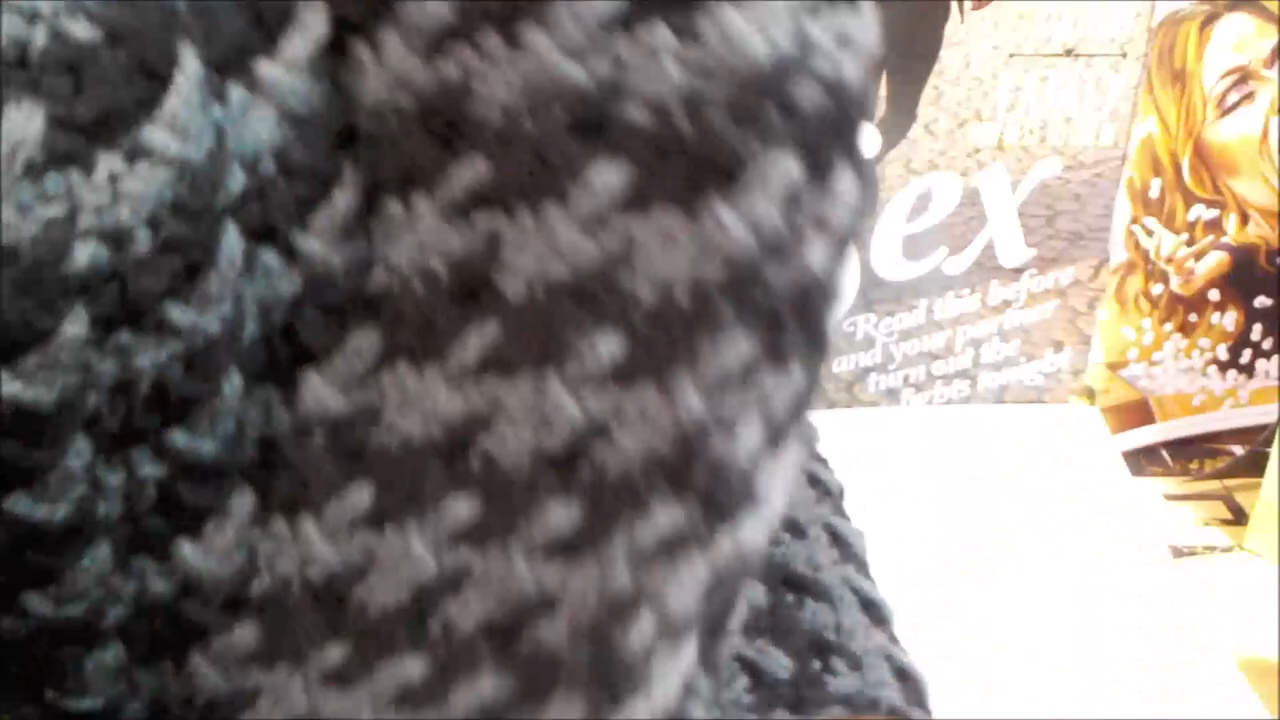 ex
Read this before
and your partner
turn out the
lights tonight